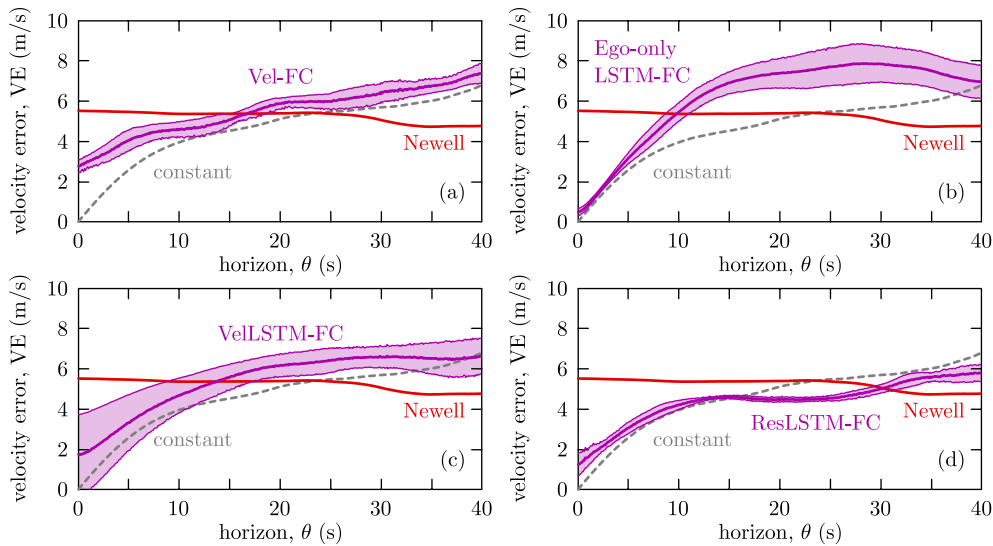 velocity error, VE (m/s)
10
8
6
4
2
0
Vel-FC
Newell
constant
(a)
0
10
20
30
40
horizon, θ (s)
velocity error, VE (m/s)
10
8
6
4
2
0
Ego-only
LSTM-FC
Newell
constant
(b)
0
10
20
30
40
horizon, θ (s)
velocity error, VE (m/s)
10
8
6
4
2
0
VelLSTM-FC
Newell
constant
(c)
0
10
20
30
40
horizon, θ (s)
velocity error, VE (m/s)
10
8
6
4
2
0
ResLSTM-FC
Newell
constant
(d)
0
10
20
30
40
horizon, θ (s)